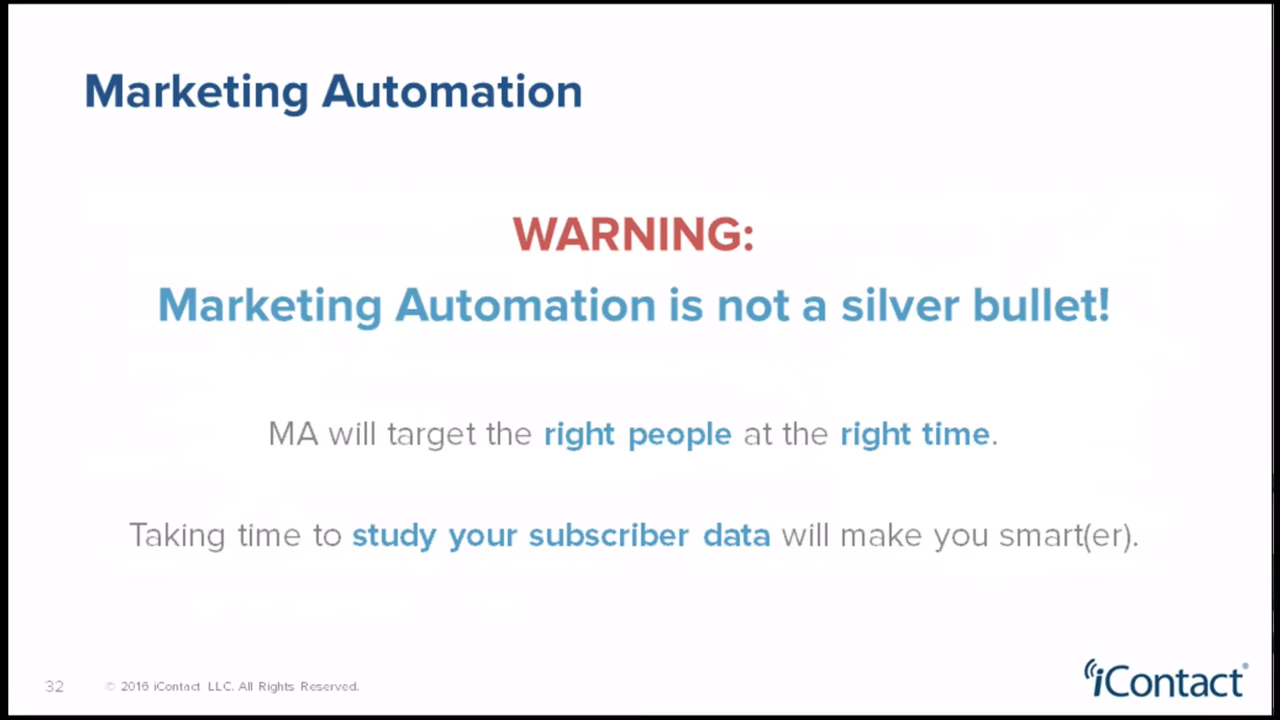 Marketing Automation
WARNING:
Marketing Automation is not a silver bullet!
MA will target the right people at the right time.
Taking time to study your subscriber data will make you smart(er).
32 © 2016 iContact LLC. All Rights Reserved.
iContact®